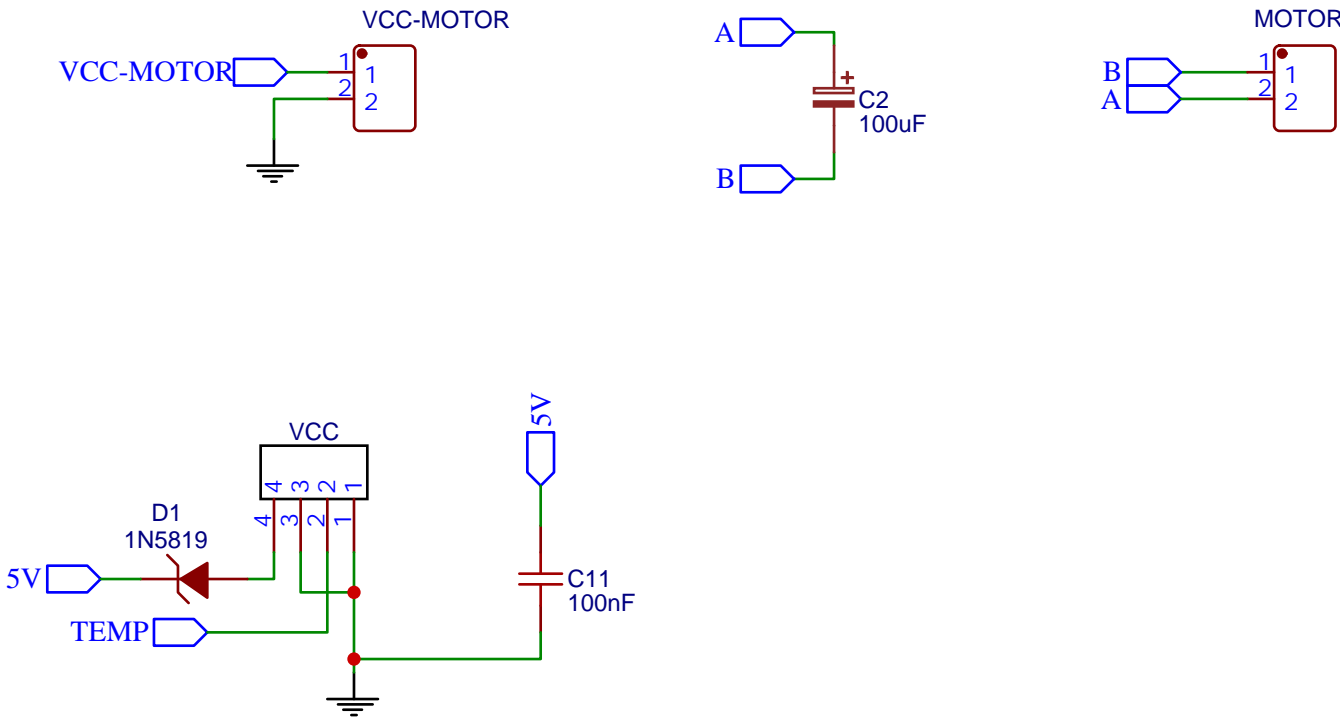 VCC-MOTOR
VCC-MOTOR
1
2
1
2
A
+
C2
100uF
B
MOTOR
B
A
1
2
1
2
VCC
4 3 2 1
4 3 2 1
D1
1N5819
5V
TEMP
5V
C11
100nF